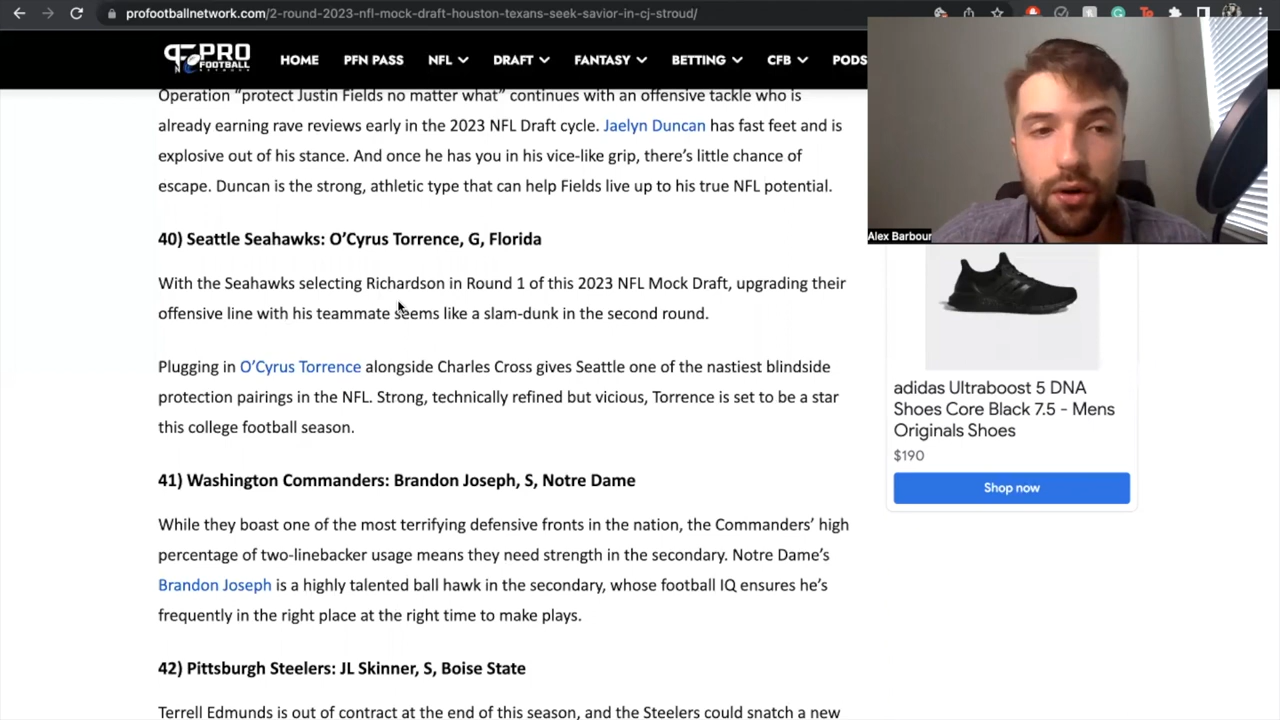 profootballnetwork.com/2-round-2023-nfl-mock-draft-houston-texans-seek-savior-in-cj-stroud/
PRO FOOTBALL NETWORK
HOME PFN PASS NFL DRAFT FANTASY BETTING CFB PODS
Operation “protect Justin Fields no matter what” continues with an offensive tackle who is
already earning rave reviews early in the 2023 NFL Draft cycle. Jaelyn Duncan has fast feet and is
explosive out of his stance. And once he has you in his vice-like grip, there’s little chance of
escape. Duncan is the strong, athletic type that can help Fields live up to his true NFL potential.
Alex Barbour
40) Seattle Seahawks: O’Cyrus Torrence, G, Florida
With the Seahawks selecting Richardson in Round 1 of this 2023 NFL Mock Draft, upgrading their
offensive line with his teammate seems like a slam-dunk in the second round.
Plugging in O’Cyrus Torrence alongside Charles Cross gives Seattle one of the nastiest blindside
protection pairings in the NFL. Strong, technically refined but vicious, Torrence is set to be a star
this college football season.
adidas Ultraboost 5 DNA
Shoes Core Black 7.5 - Mens
Originals Shoes
$190
Shop now
41) Washington Commanders: Brandon Joseph, S, Notre Dame
While they boast one of the most terrifying defensive fronts in the nation, the Commanders’ high
percentage of two-linebacker usage means they need strength in the secondary. Notre Dame’s
Brandon Joseph is a highly talented ball hawk in the secondary, whose football IQ ensures he’s
frequently in the right place at the right time to make plays.
42) Pittsburgh Steelers: JL Skinner, S, Boise State
Terrell Edmunds is out of contract at the end of this season, and the Steelers could snatch a new